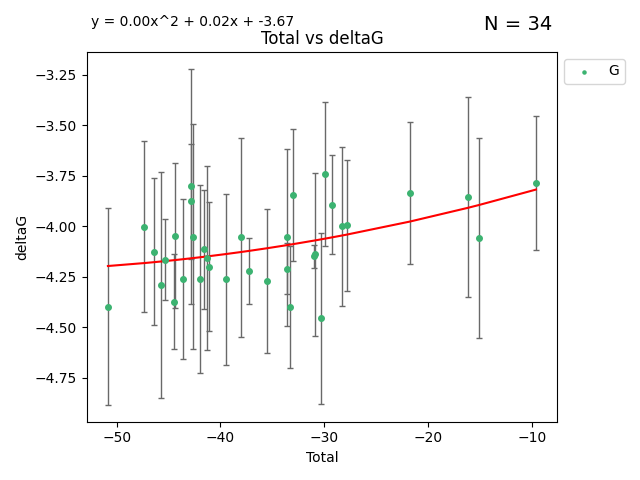 y = 0.00x^2 + 0.02x + -3.67
N = 34
Total vs deltaG
G
−3.25
−3.50
−3.75
−4.00
−4.25
−4.50
−4.75
deltaG
−50 −40 −30 −20 −10
Total